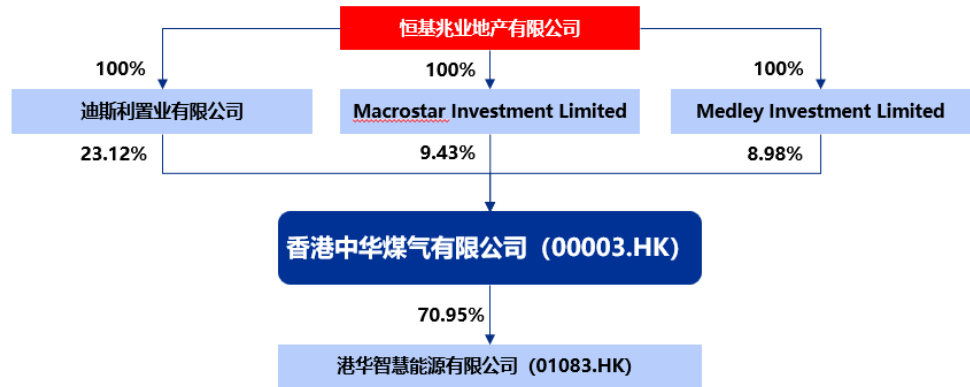 恒基兆业地产有限公司
100%
100%
100%
迪斯利置业有限公司
Macrostar Investment Limited
Medley Investment Limited
23.12%
9.43%
8.98%
香港中华煤气有限公司（00003.HK）
70.95%
港华智慧能源有限公司（01083.HK）